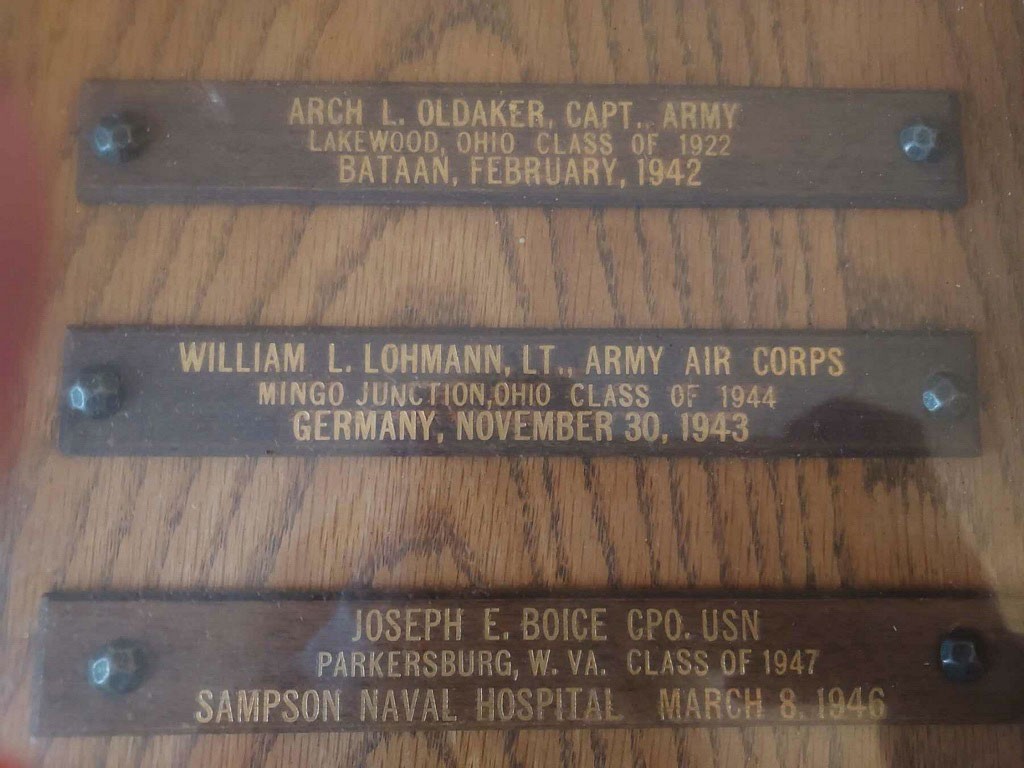 ARCH L. OLDAKER, CAPT., ARMY
LAKEWOOD, OHIO CLASS OF 1922
BATAAN, FEBRUARY, 1942
WILLIAM L. LOHMANN, LT., ARMY AIR CORPS
MINGO JUNCTION, OHIO CLASS OF 1944
GERMANY, NOVEMBER 30, 1943
JOSEPH E. BOICE CPO. USN
PARKERSBURG, W. VA. CLASS OF 1947
SAMPSON NAVAL HOSPITAL MARCH 8, 1946